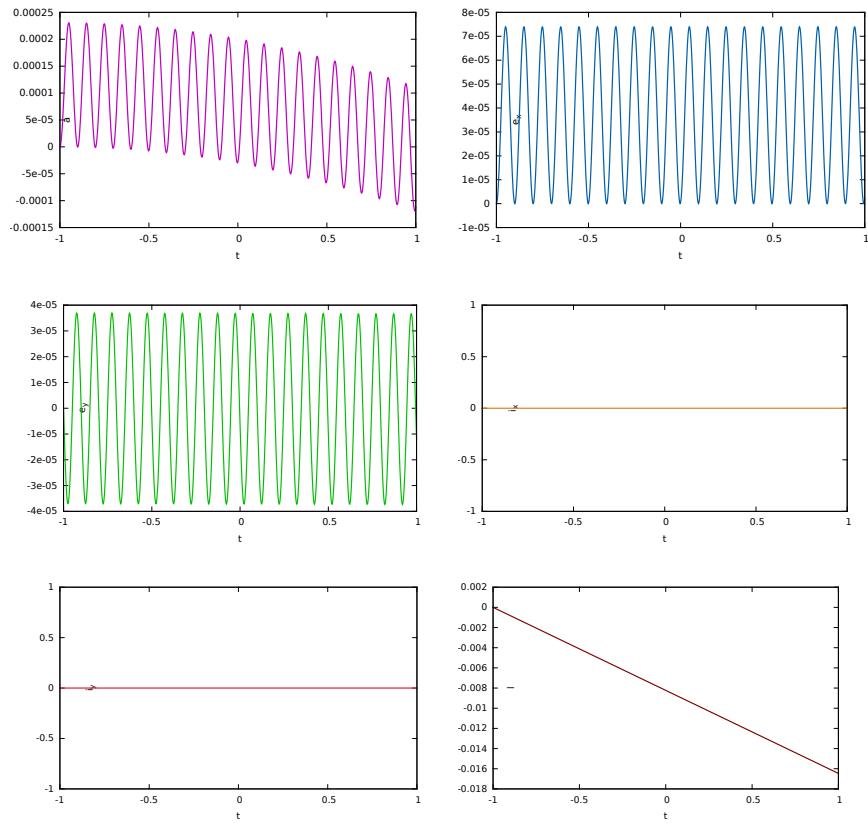 0.00025
0.0002
0.00015
0.0001
5e-05
0
-5e-05
-0.0001
-0.00015
-1
-0.5
0
0.5
1
a
t
8e-05
7e-05
6e-05
5e-05
4e-05
3e-05
2e-05
1e-05
0
-1e-05
-1
-0.5
0
0.5
1
ex
t
4e-05
3e-05
2e-05
1e-05
0
-1e-05
-2e-05
-3e-05
-4e-05
-1
-0.5
0
0.5
1
ey
t
1
0.5
0
-0.5
-1
-1
-0.5
0
0.5
1
ix
t
1
0.5
0
-0.5
-1
-1
-0.5
0
0.5
1
iy
t
0.002
0
-0.002
-0.004
-0.006
-0.008
-0.01
-0.012
-0.014
-0.016
-0.018
-1
-0.5
0
0.5
1
l
t